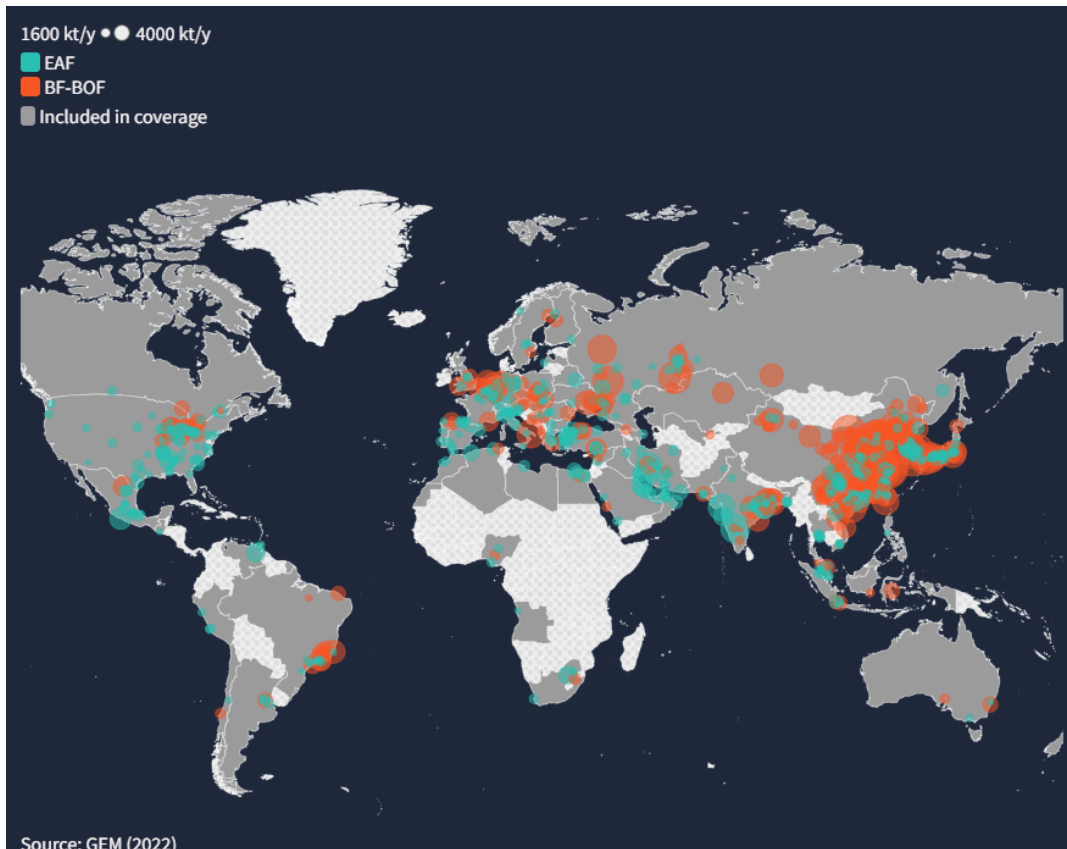 1600 kt/y 4000 kt/y
EAF
BF-BOF
Included in coverage
Source: GEM (2022)